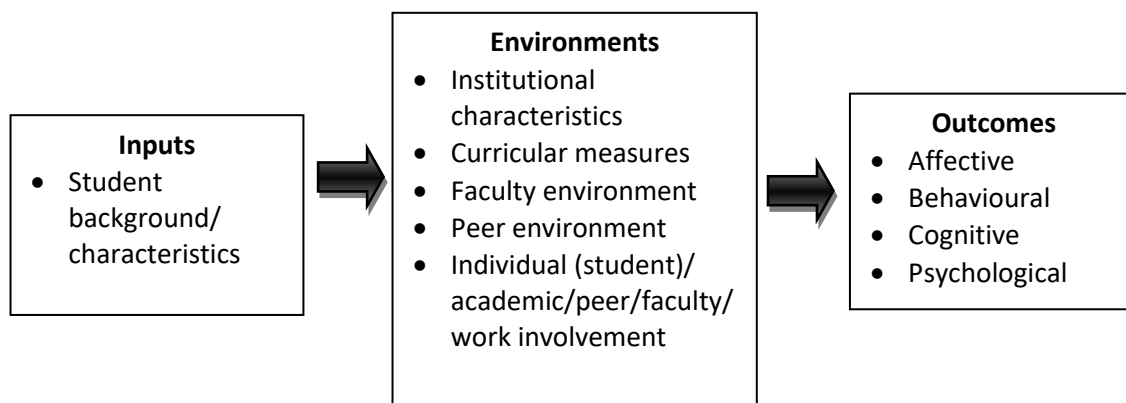 Inputs
• Student
background/
characteristics
Environments
• Institutional
characteristics
• Curricular measures
• Faculty environment
• Peer environment
• Individual (student)/
academic/peer/faculty/
work involvement
Outcomes
• Affective
• Behavioural
• Cognitive
• Psychological